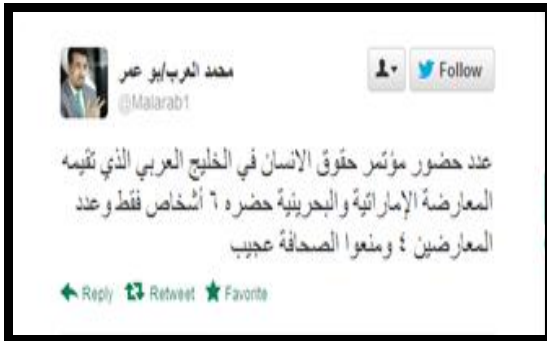 محمد العرب/بو عمر
@Malarab1
Follow
عدد حضور مؤتمر حقوق الانسان في الخليج العربي الذي تقيمه
المعارضة الإماراتية والبحرينية حضره ٦ أشخاص فقط وعدد
المعارضين ٤ ومنعوا الصحافة عجيب
Reply Retweet Favorite